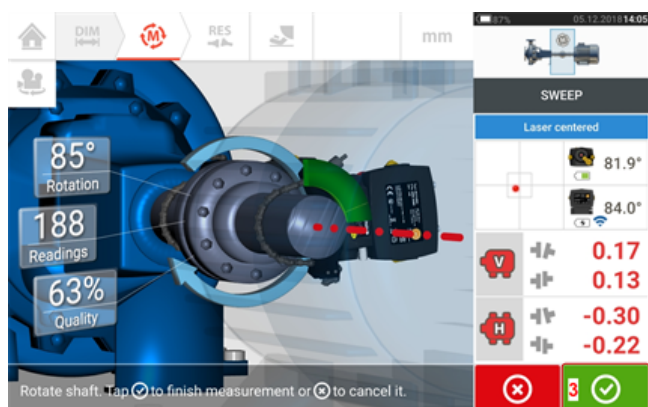 DIM
M
RES
mm
87%
05.12.2018 14:05
SWEEP
Laser centered
81.9°
84.0°
85°
Rotation
188
Readings
63%
Quality
V
0.17
0.13
H
-0.30
-0.22
Rotate shaft. Tap to finish measurement or to cancel it.
3